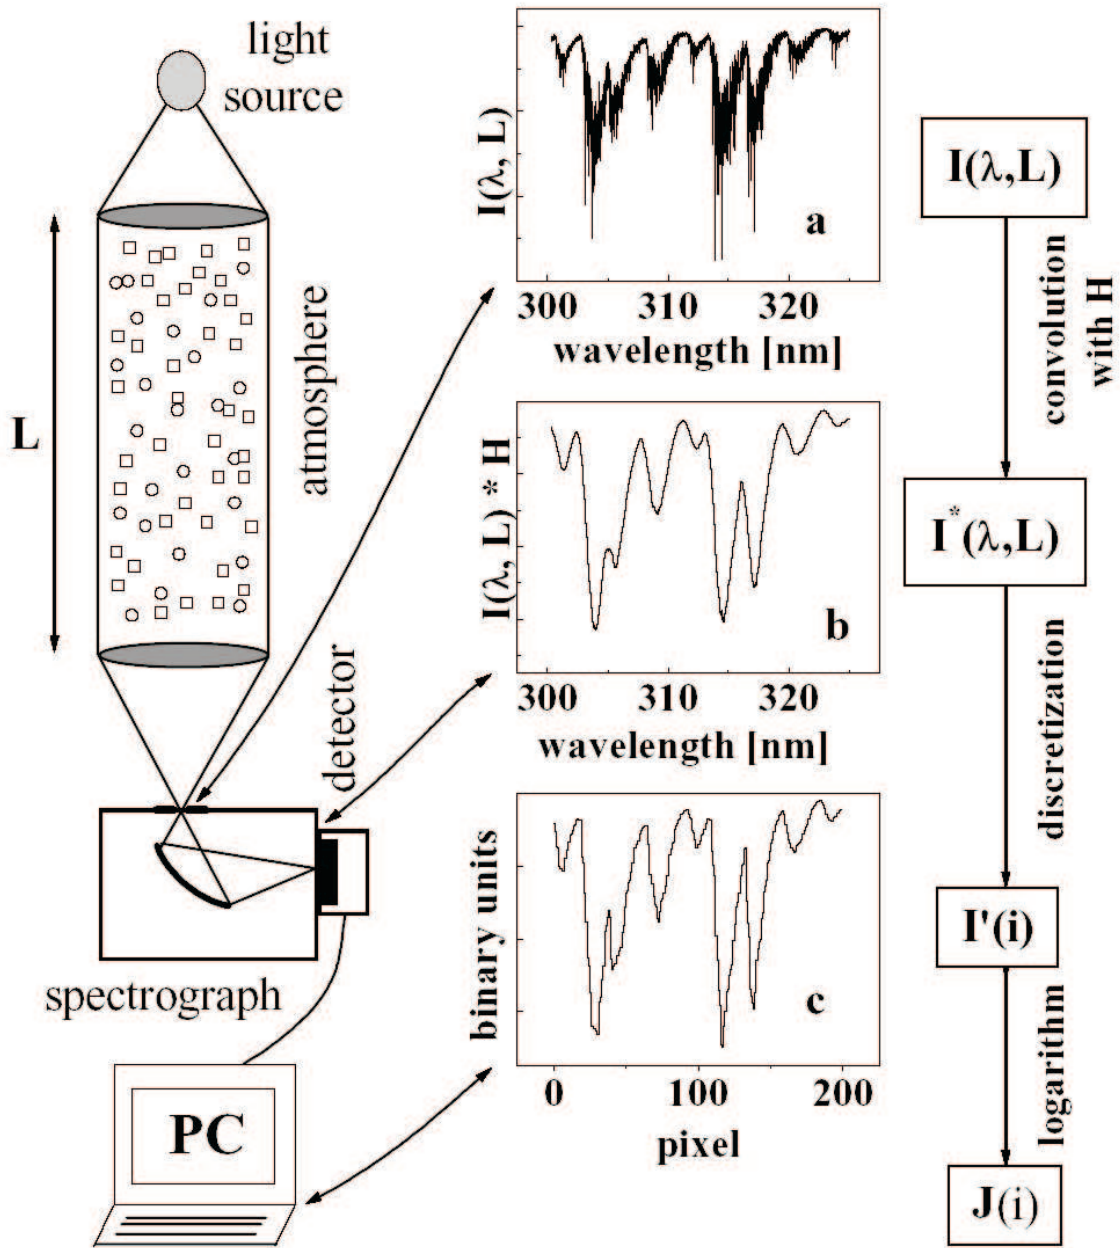 light
source
L
atmosphere
detector
spectrograph
PC
I(λ, L)
a
300 310 320
wavelength [nm]
I(λ, L) * H
b
300 310 320
wavelength [nm]
binary units
c
0 100 200
pixel
I(λ,L)
convolution
with H
I*(λ,L)
discretization
I'(i)
logarithm
J(i)